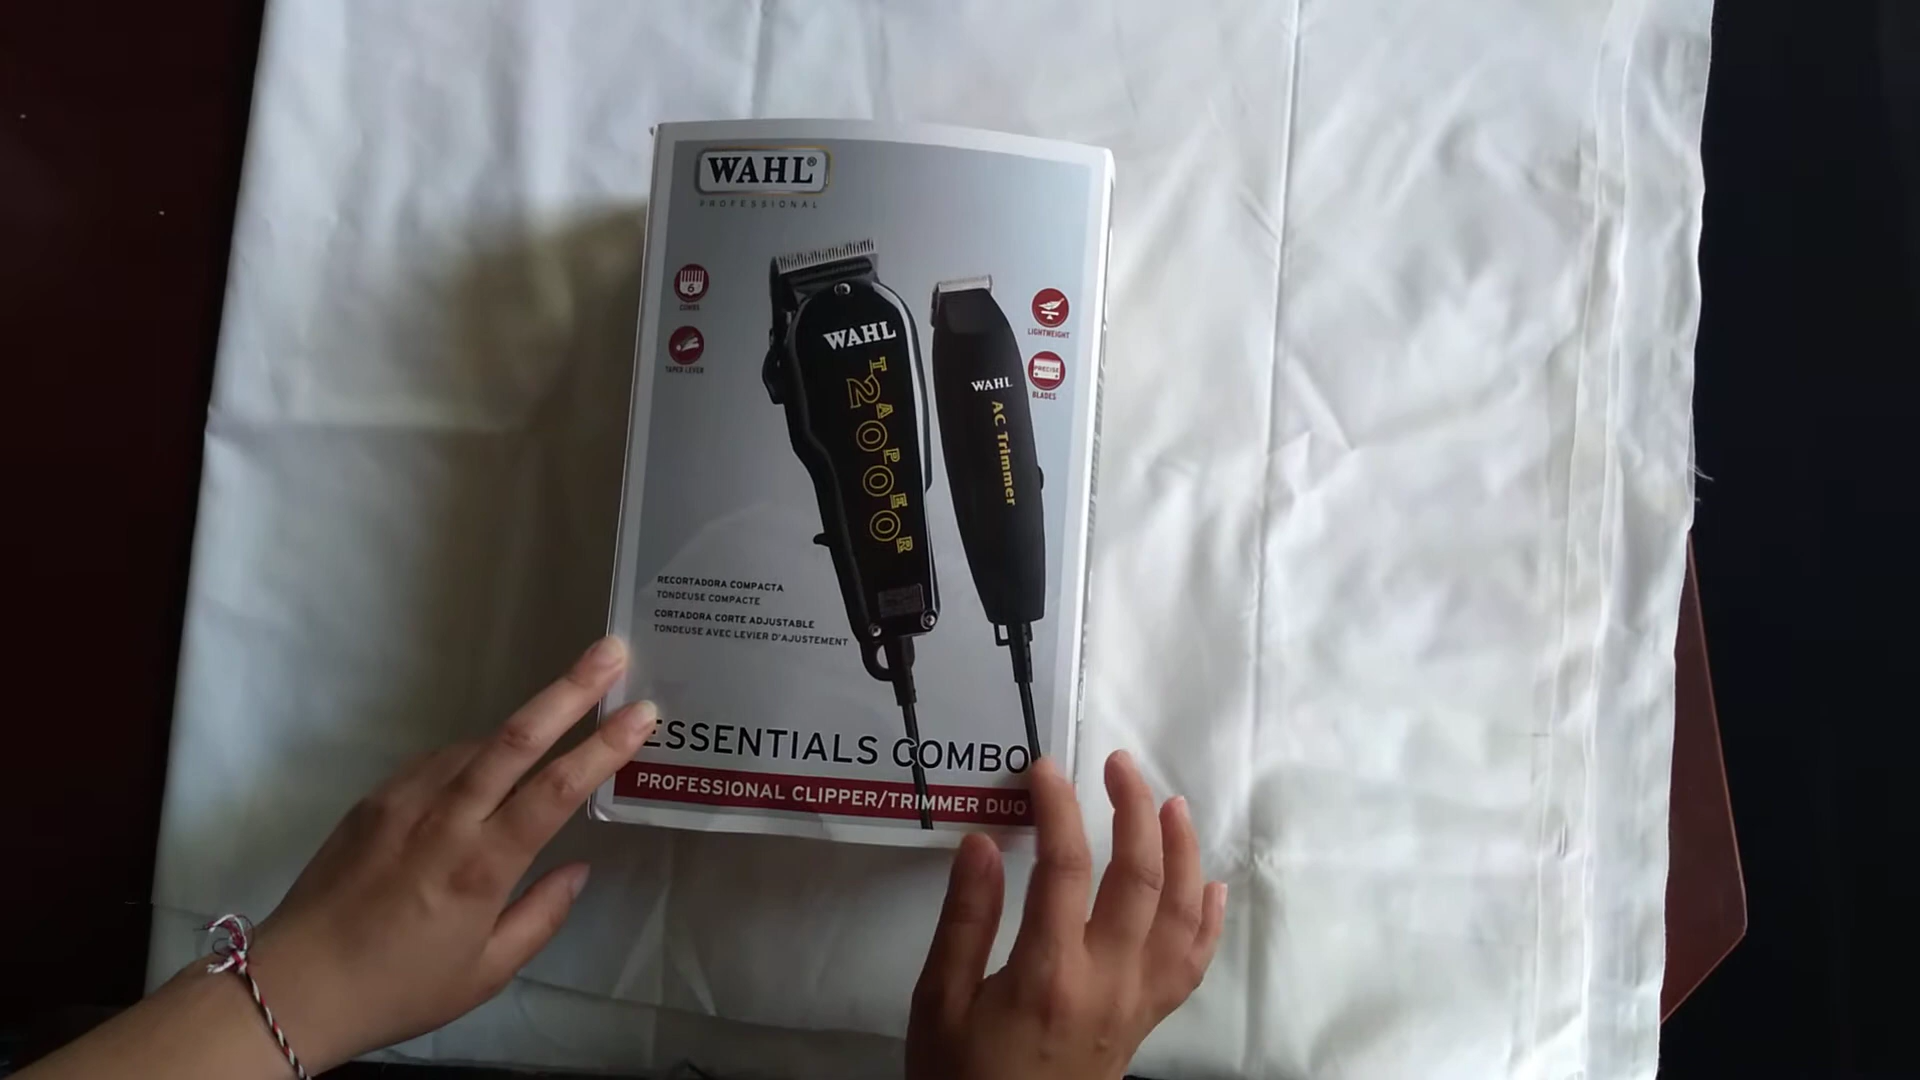 WAHL®
PROFESSIONAL
6
COMBS
TAPER LEVER
LIGHTWEIGHT
PRECISE
BLADES
WAHL
TAPER
2000
WAHL
AC Trimmer
RECORTADORA COMPACTA
TONDEUSE COMPACTE
CORTADORA CORTE ADJUSTABLE
TONDEUSE AVEC LEVIER D'AJUSTEMENT
ESSENTIALS COMBO
PROFESSIONAL CLIPPER/TRIMMER DUO